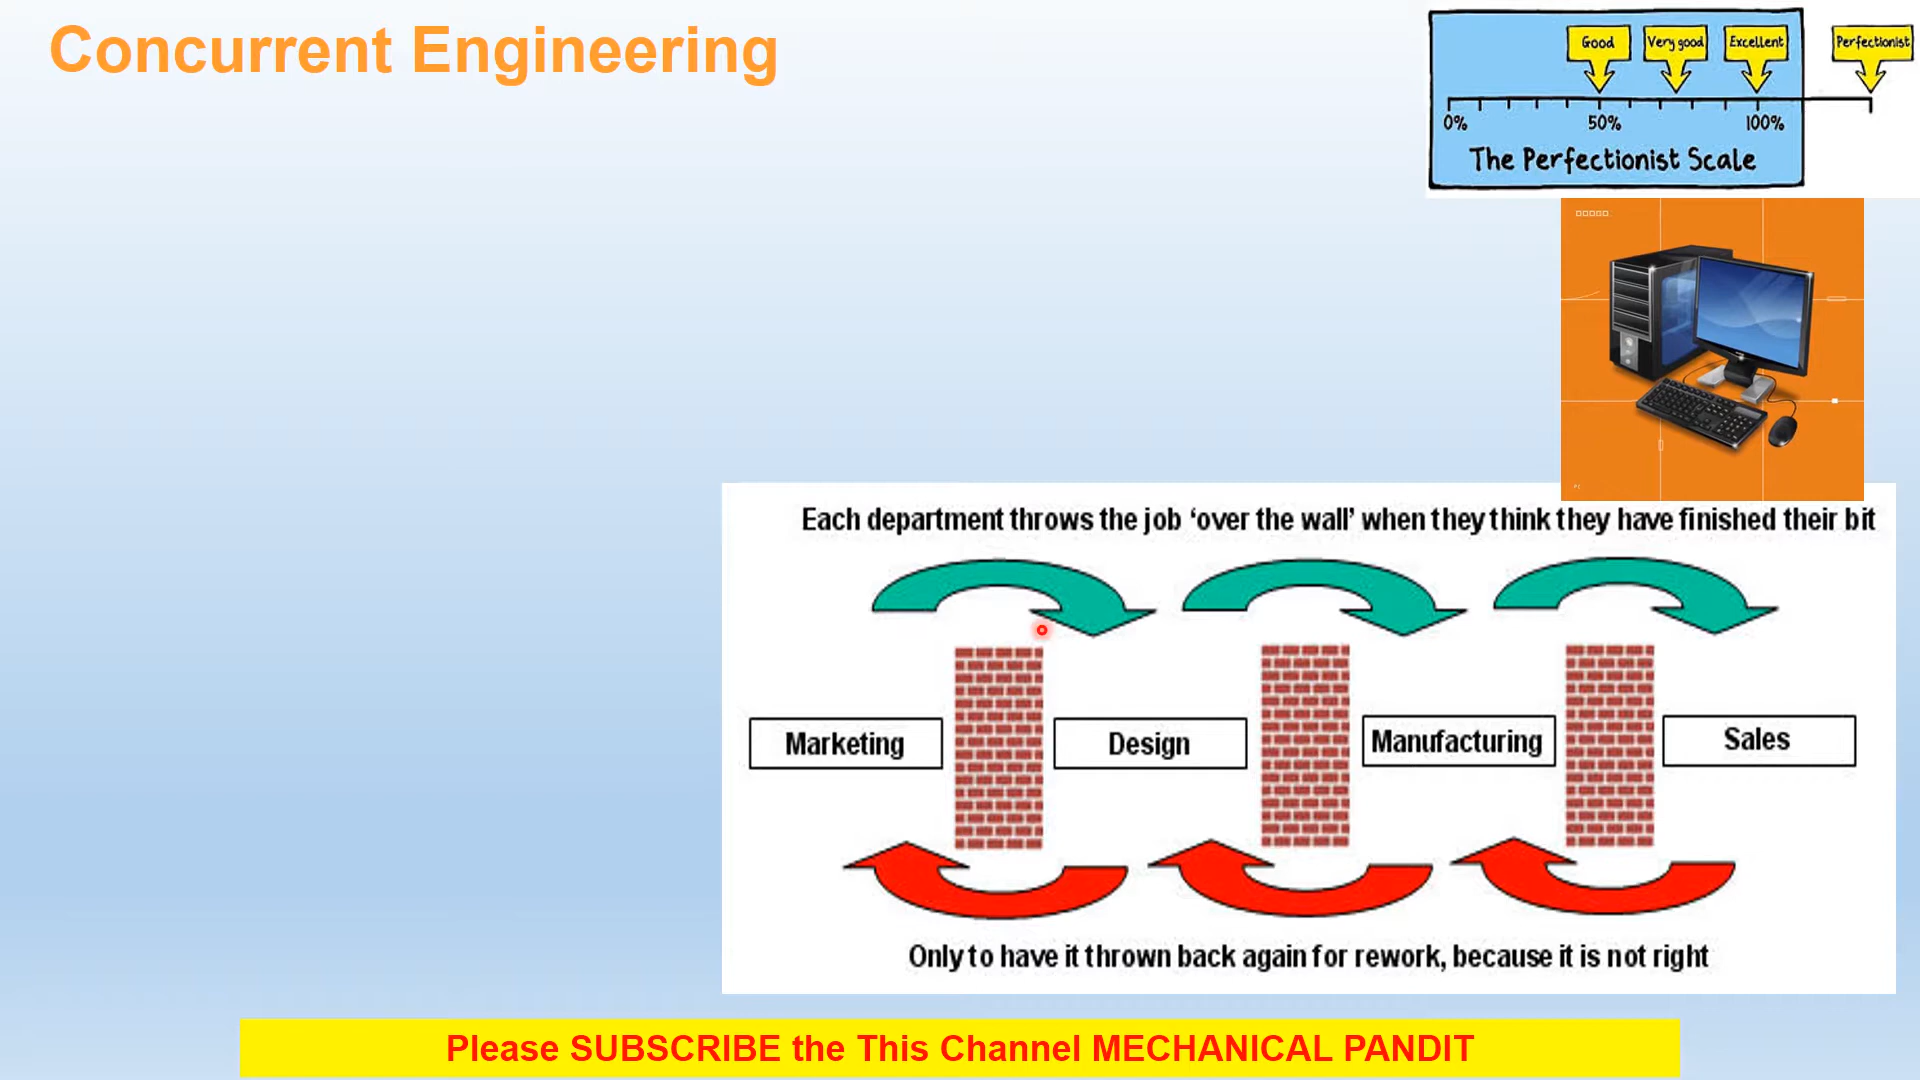 Concurrent Engineering
Good Very good Excellent Perfectionist
0% 50% 100%
The Perfectionist Scale
Each department throws the job ‘over the wall’ when they think they have finished their bit
Marketing Design Manufacturing Sales
Only to have it thrown back again for rework, because it is not right
Please SUBSCRIBE the This Channel MECHANICAL PANDIT